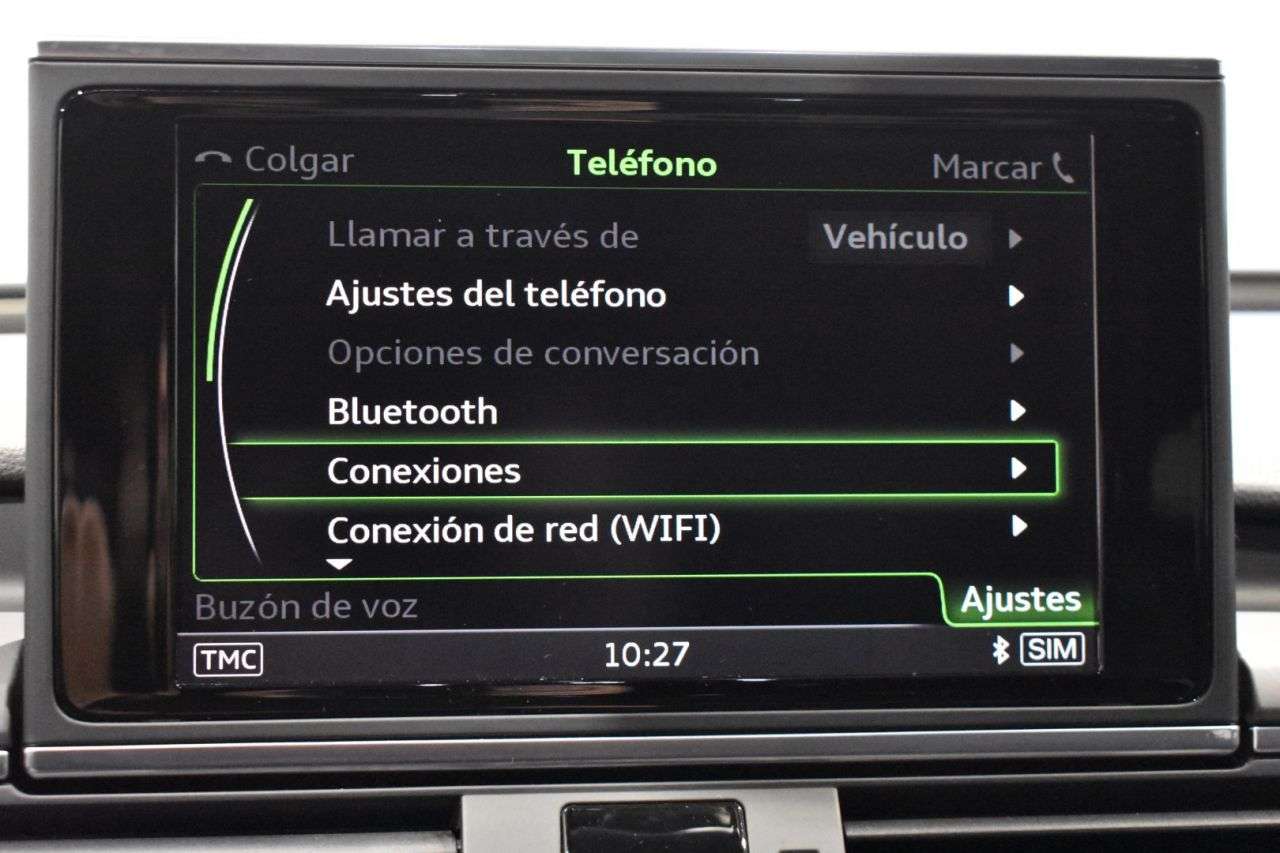 Colgar Teléfono Marcar
Llamar a través de Vehículo
Ajustes del teléfono
Opciones de conversación
Bluetooth
Conexiones
Conexión de red (WIFI)
Buzón de voz Ajustes
TMC 10:27 SIM